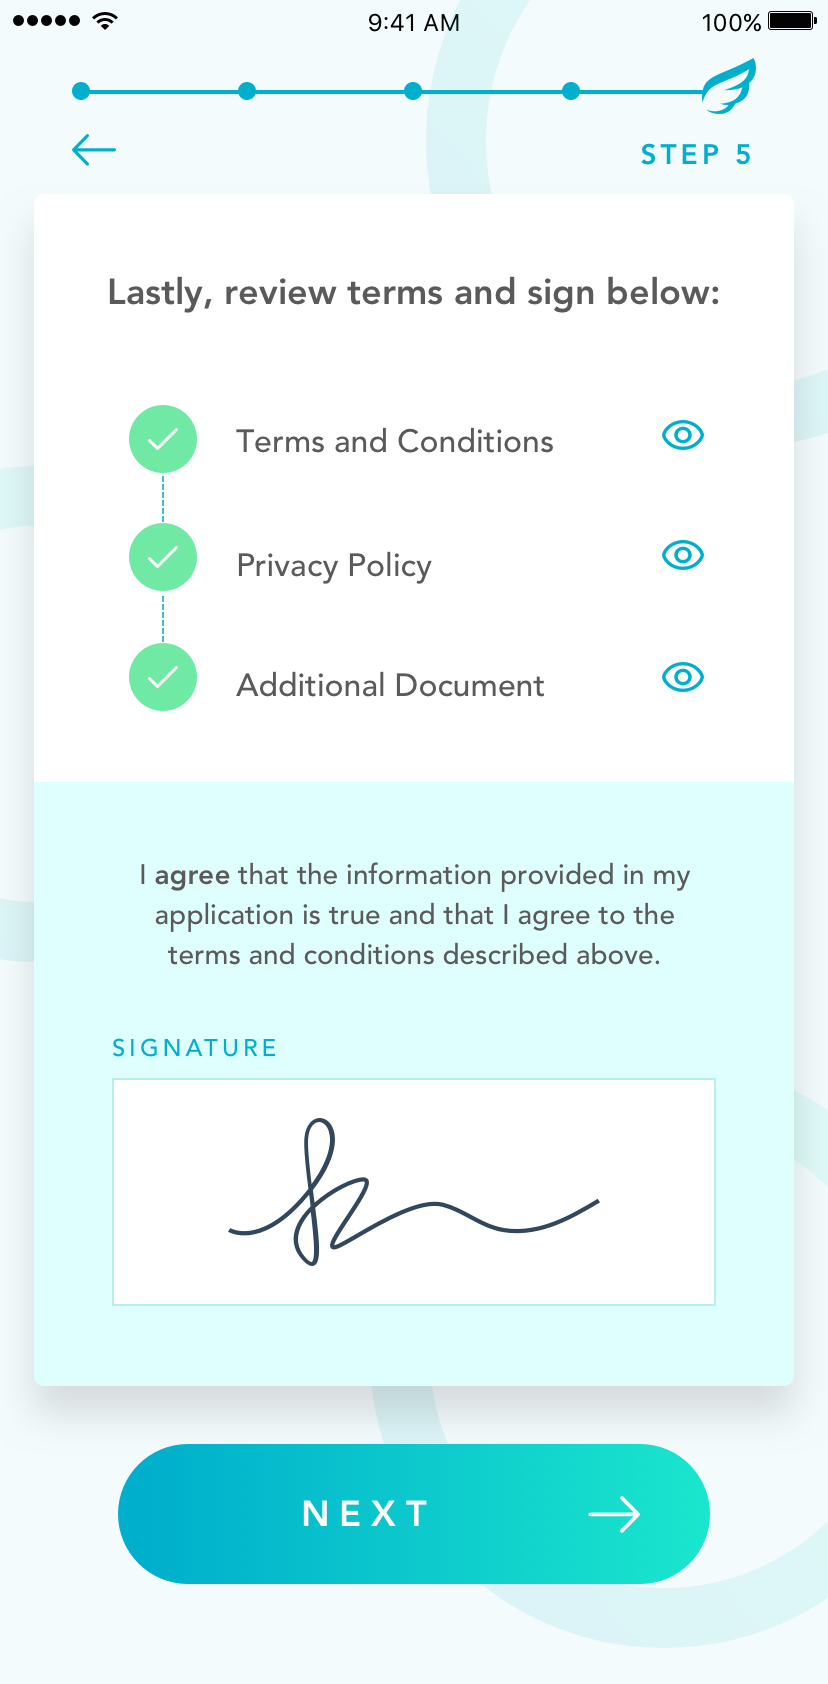 9:41 AM 100%
STEP 5
Lastly, review terms and sign below:
Terms and Conditions
Privacy Policy
Additional Document
I agree that the information provided in my
application is true and that I agree to the
terms and conditions described above.
SIGNATURE
NEXT